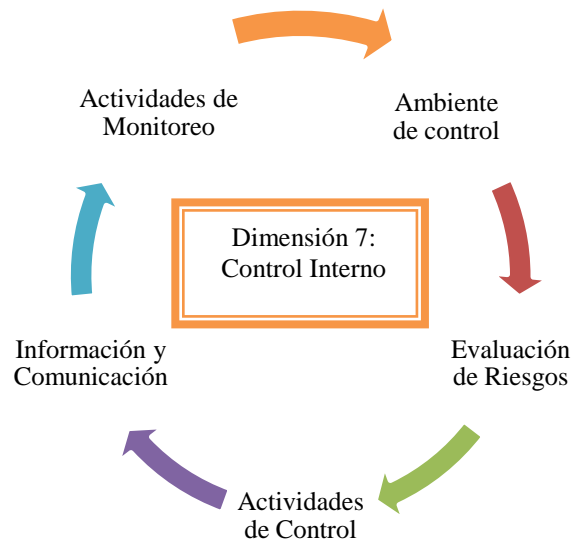 Actividades de
Monitoreo
Ambiente
de control
Dimensión 7:
Control Interno
Información y
Comunicación
Evaluación
de Riesgos
Actividades
de Control